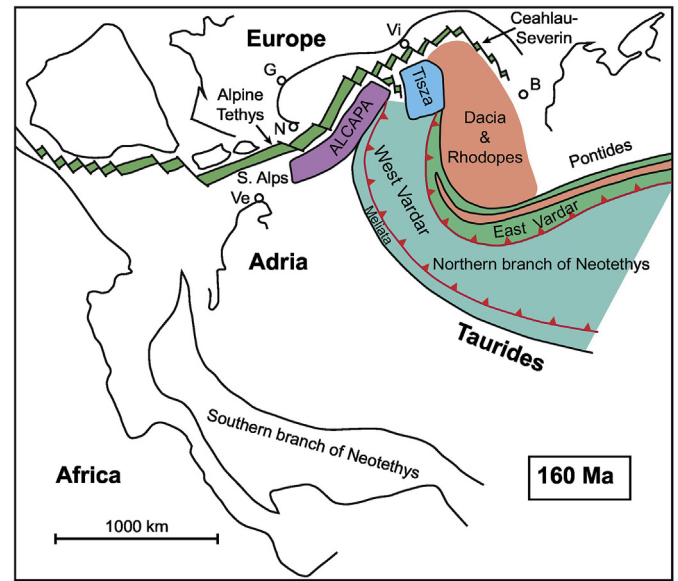 Europe
Vi
Ceahlau-
Severin
G
Alpine
Tethys
N
Tisza
B
ALCAPA
Dacia
&
Rhodopes
Pontides
S. Alps
Ve
West Vardar
Meliata
East Vardar
Adria
Northern branch of Neotethys
Taurides
Southern branch of Neotethys
Africa
160 Ma
1000 km